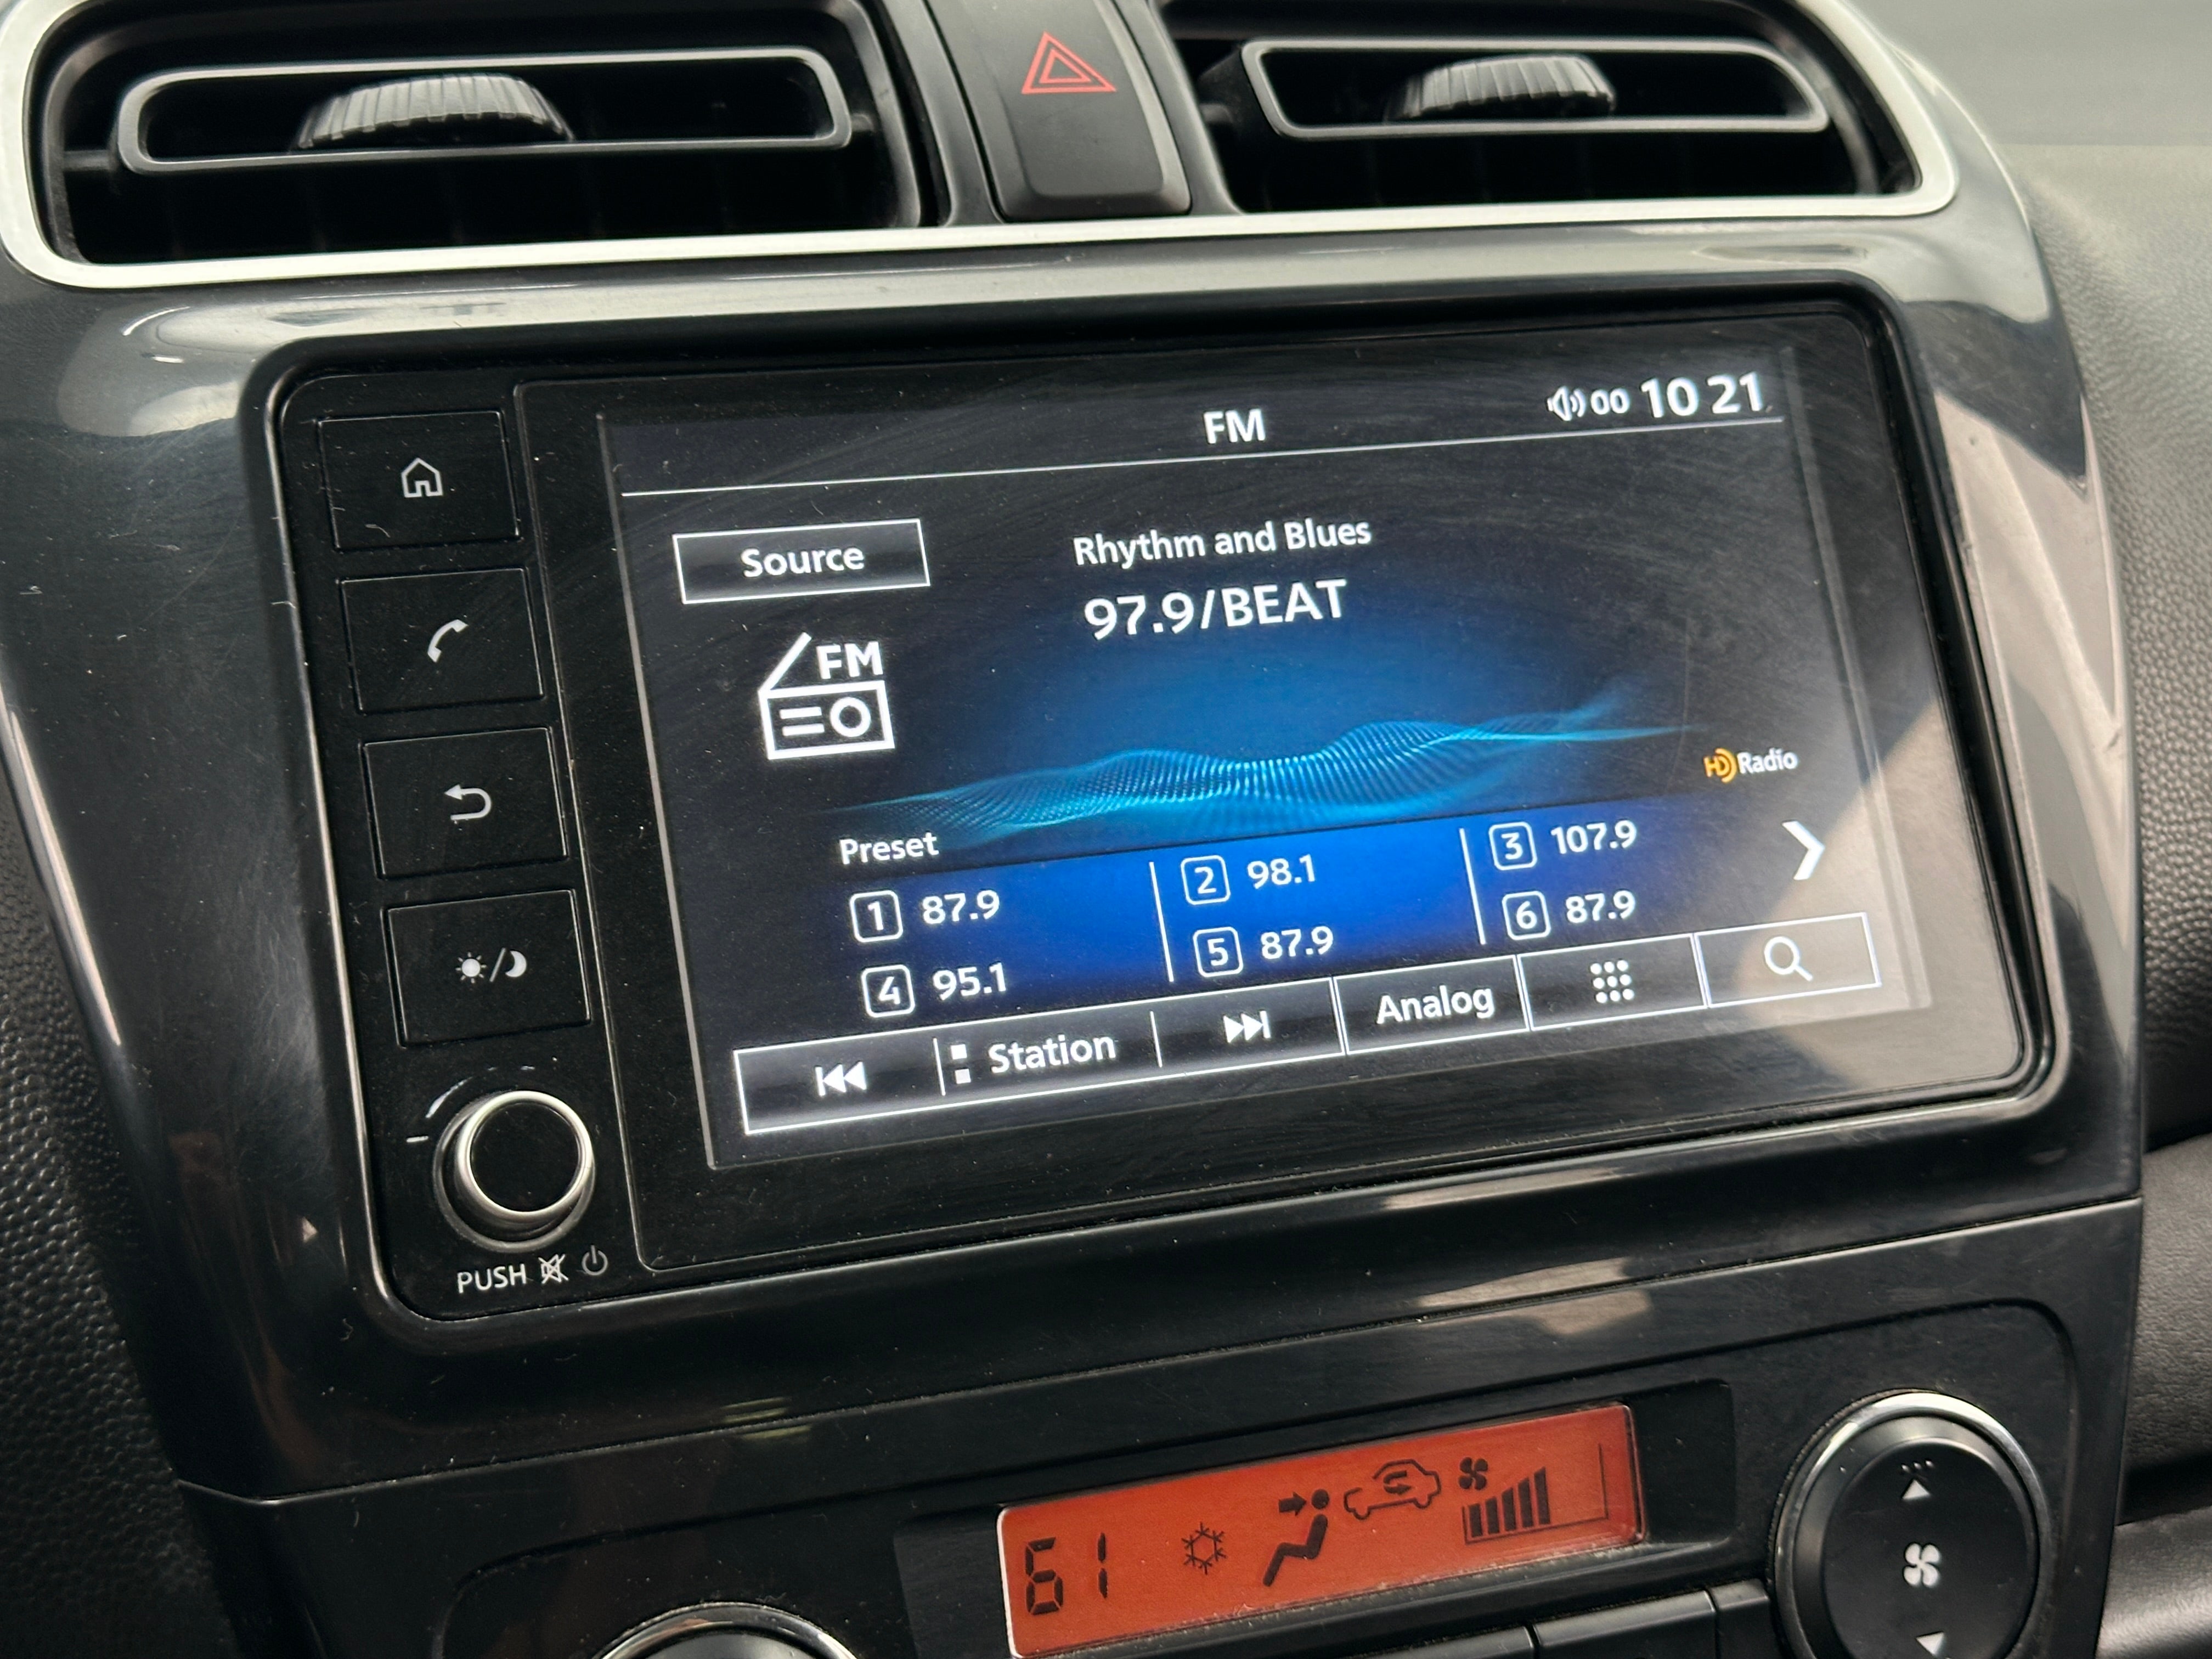 FM
00 10 21
Source
Rhythm and Blues
97.9/BEAT
FM
HD Radio
Preset
1 87.9
2 98.1
3 107.9
4 95.1
5 87.9
6 87.9
Station
Analog
PUSH
61